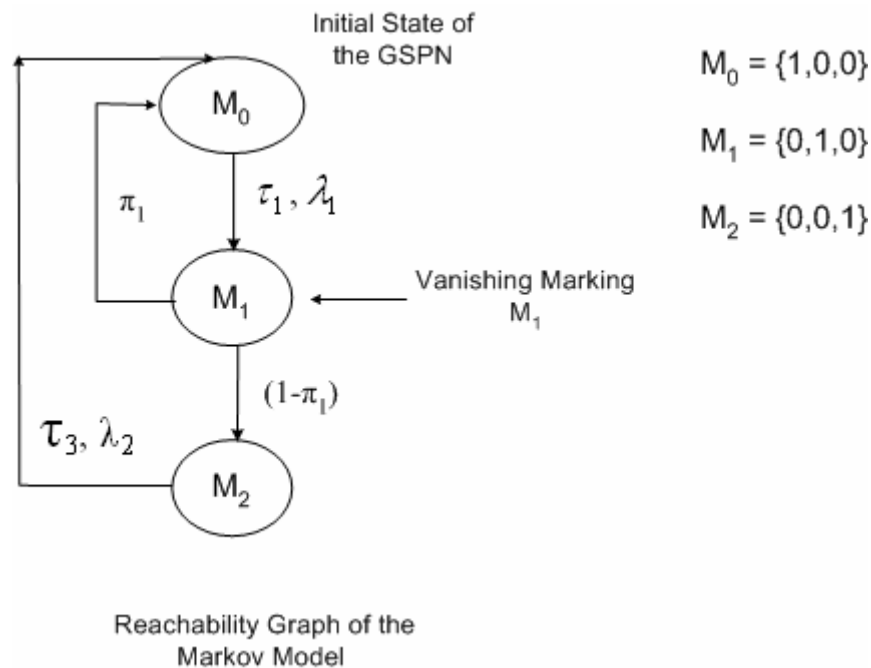 Initial State of
the GSPN
M₀ = {1,0,0}
M₀
π₁
τ₁, λ₁
M₁ = {0,1,0}
M₂ = {0,0,1}
M₁
Vanishing Marking
M₁
(1-π₁)
τ₃, λ₂
M₂
Reachability Graph of the
Markov Model